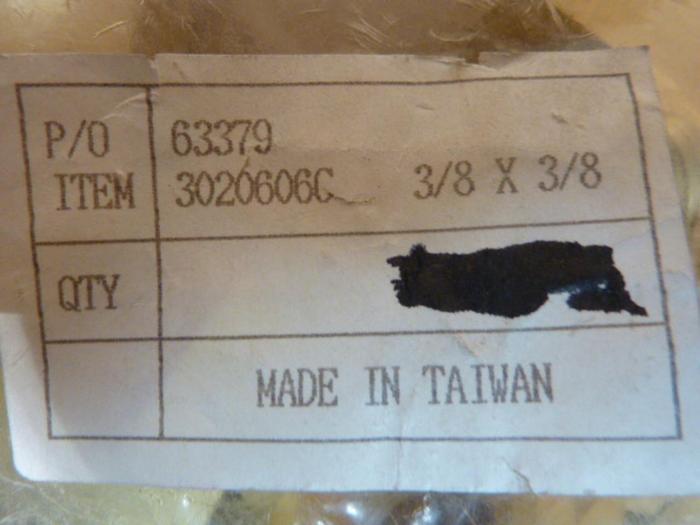 P/O 63379
ITEM 3020606C 3/8 X 3/8
QTY
MADE IN TAIWAN